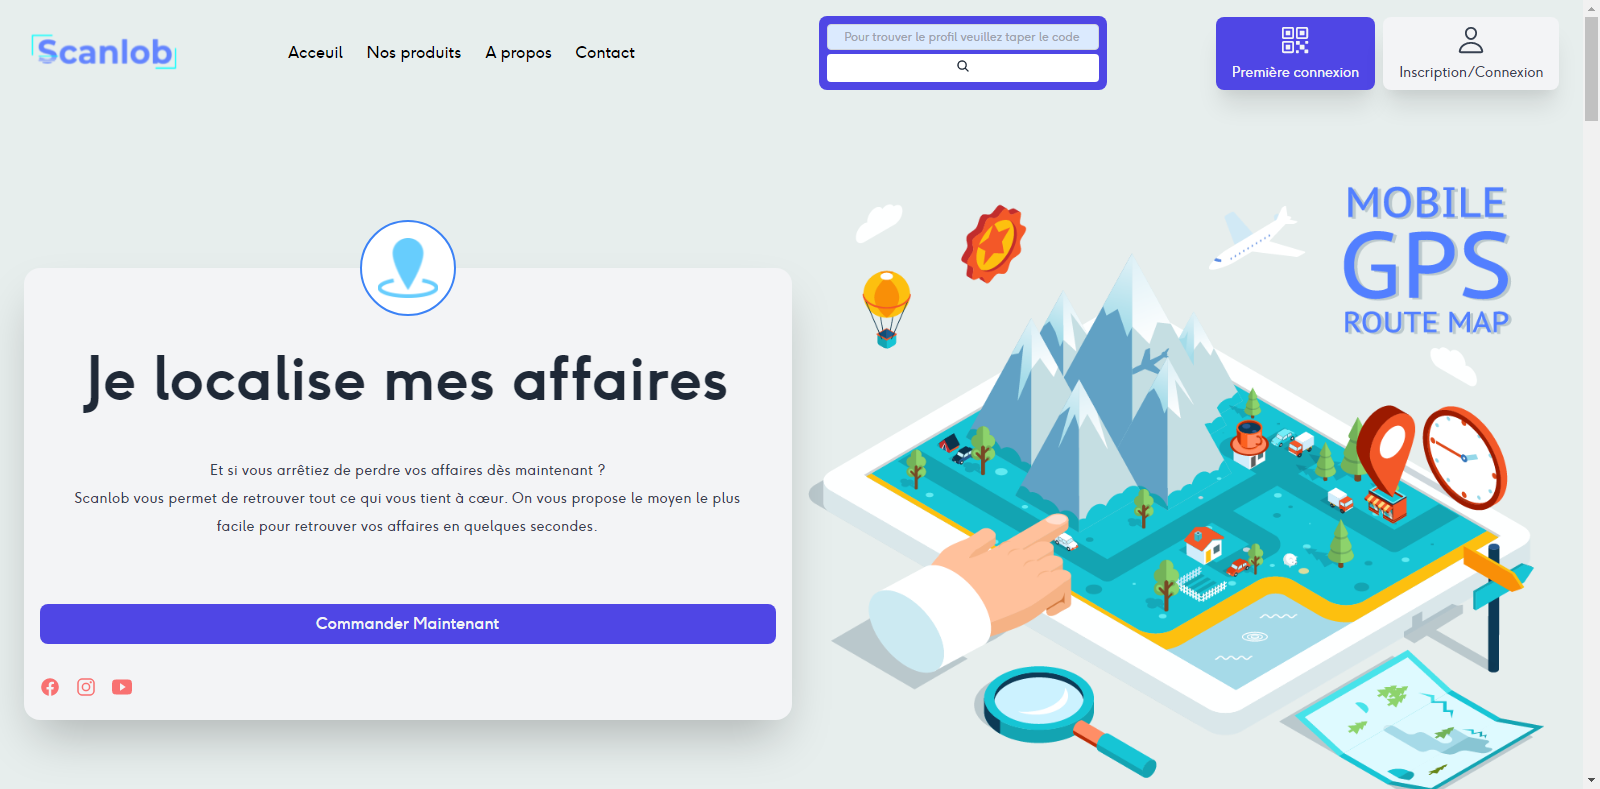 Scanlob
Acceuil
Nos produits
A propos
Contact
Pour trouver le profil veuillez taper le code
Première connexion
Inscription/Connexion
MOBILE
GPS
ROUTE MAP
Je localise mes affaires
Et si vous arrêtiez de perdre vos affaires dès maintenant ?
Scanlob vous permet de retrouver tout ce qui vous tient à cœur. On vous propose le moyen le plus
facile pour retrouver vos affaires en quelques secondes.
Commander Maintenant